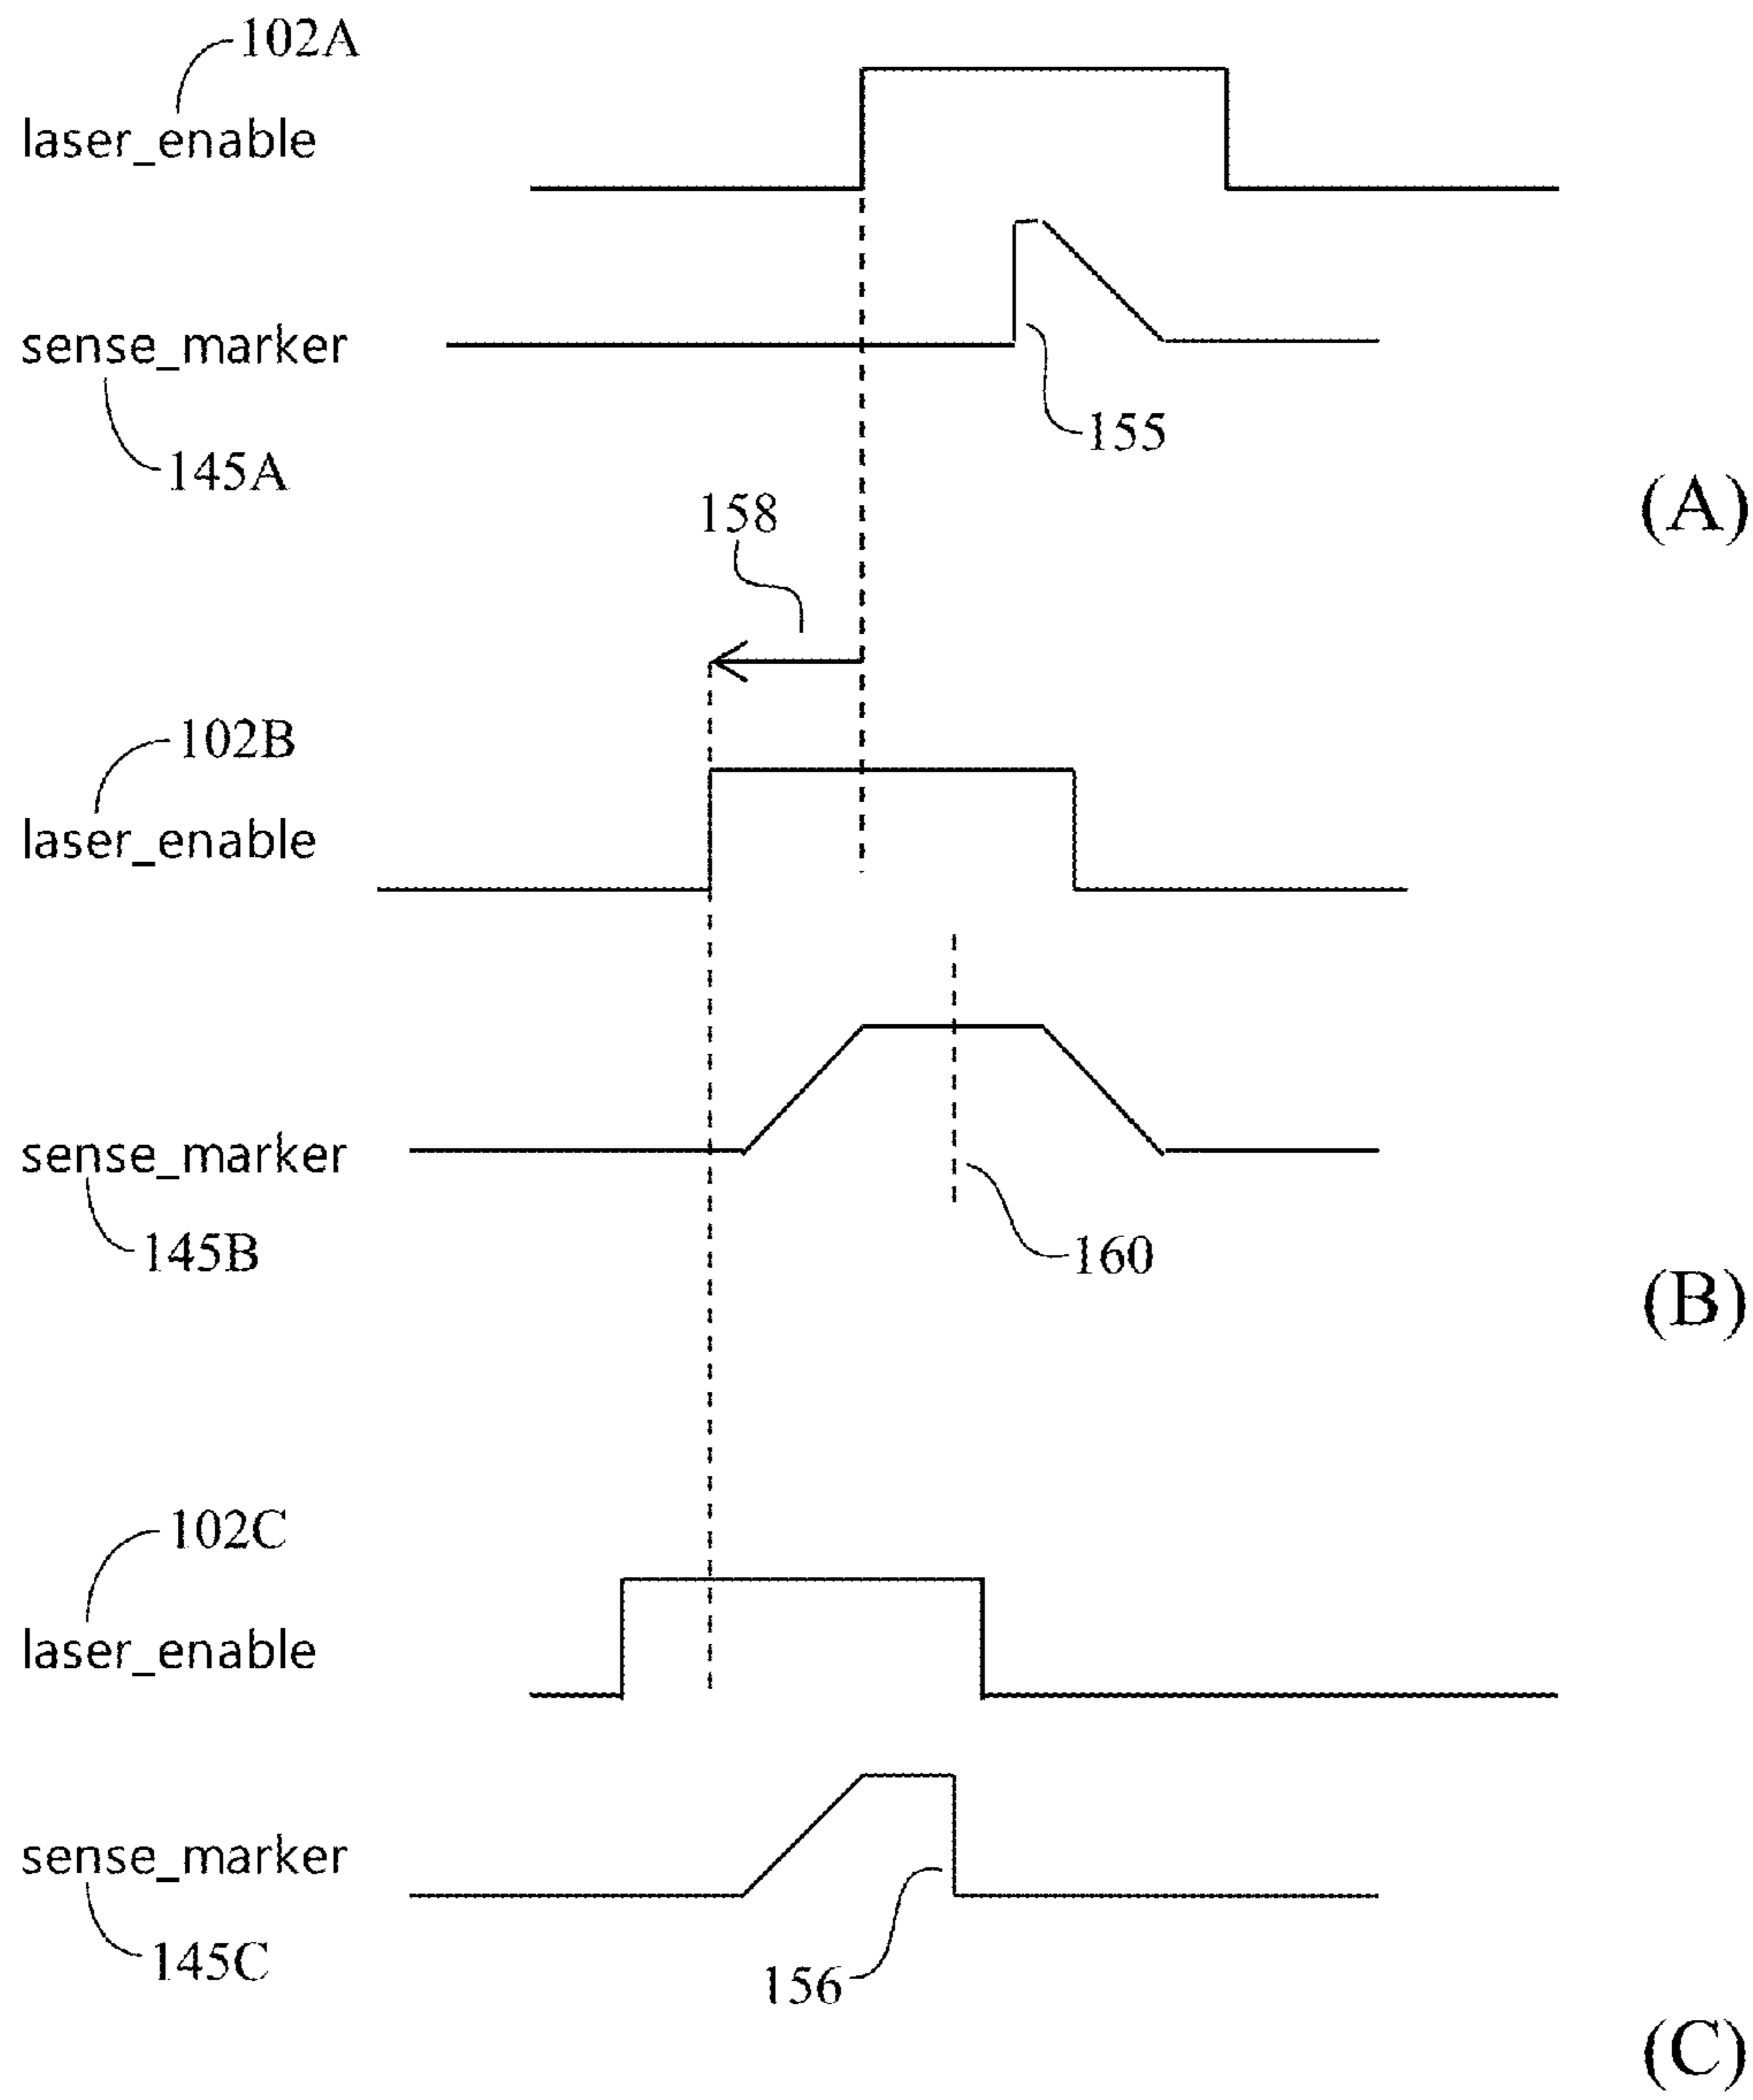 102A
laser_enable
sense_marker
155
145A
(A)
158
102B
laser_enable
sense_marker
160
145B
(B)
102C
laser_enable
sense_marker
145C
156
(C)